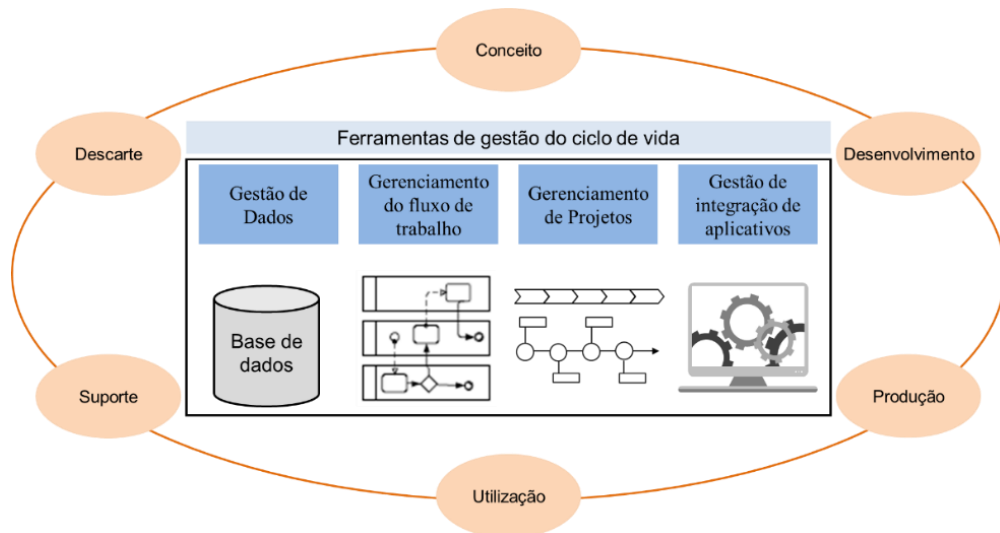 Conceito
Ferramentas de gestão do ciclo de vida
Descarte
Desenvolvimento
Gestão de
Dados
Gerenciamento
do fluxo de
trabalho
Gerenciamento
de Projetos
Gestão de
integração de
aplicativos
Base de
dados
Suporte
Produção
Utilização